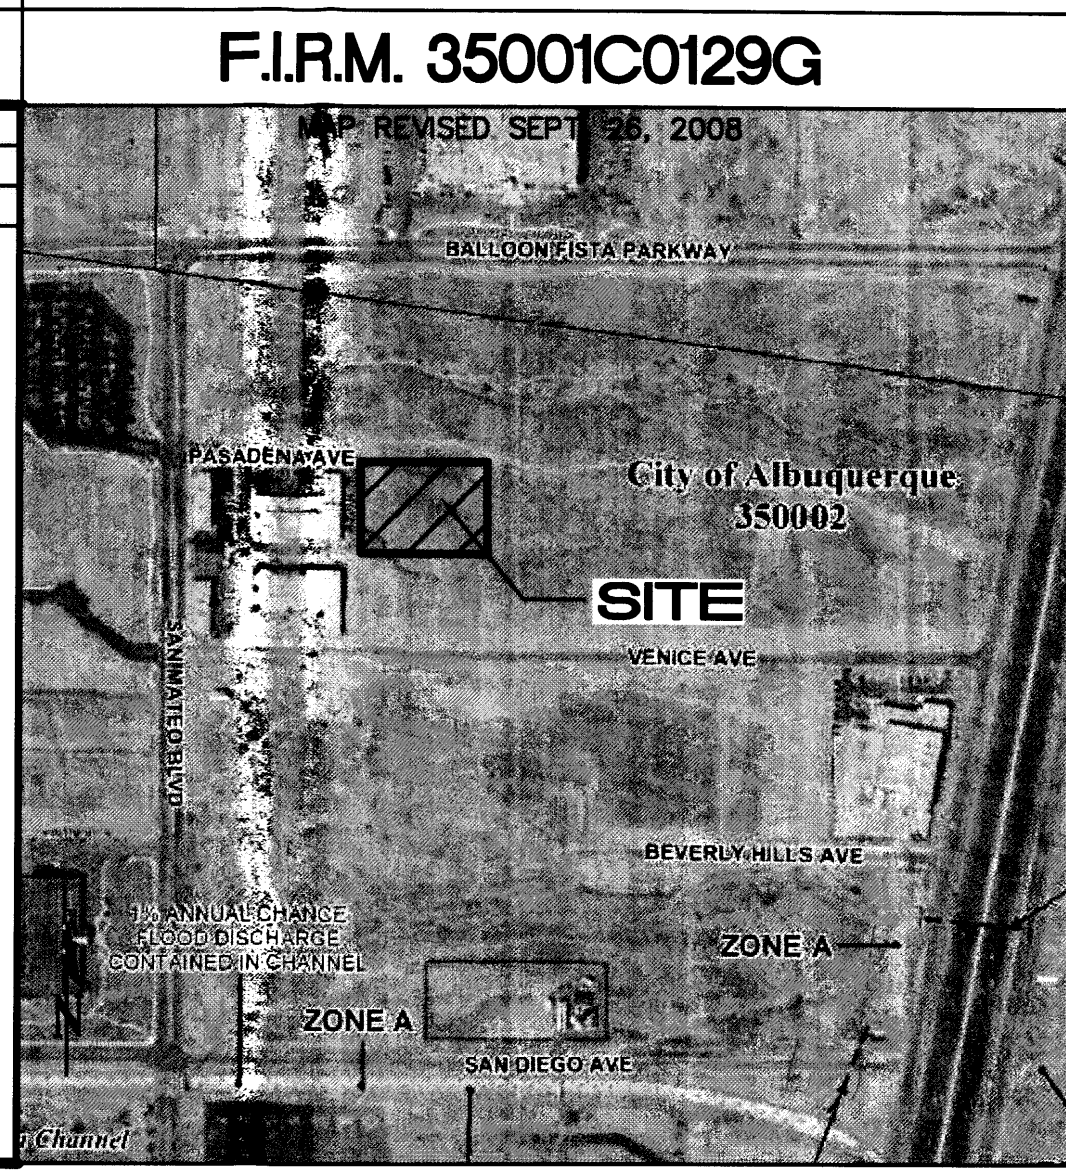 F.I.R.M. 35001C0129G
MAP REVISED SEPT 26, 2008
BALLOON FISTA PARKWAY
PASADENA AVE
City of Albuquerque
350002
SITE
VENICE AVE
SAN MATEO BLVD
BEVERLY HILLS AVE
1% ANNUAL CHANCE
FLOOD DISCHARGE
CONTAINED IN CHANNEL
ZONE A
ZONE A
N
SAN DIEGO AVE
Channel